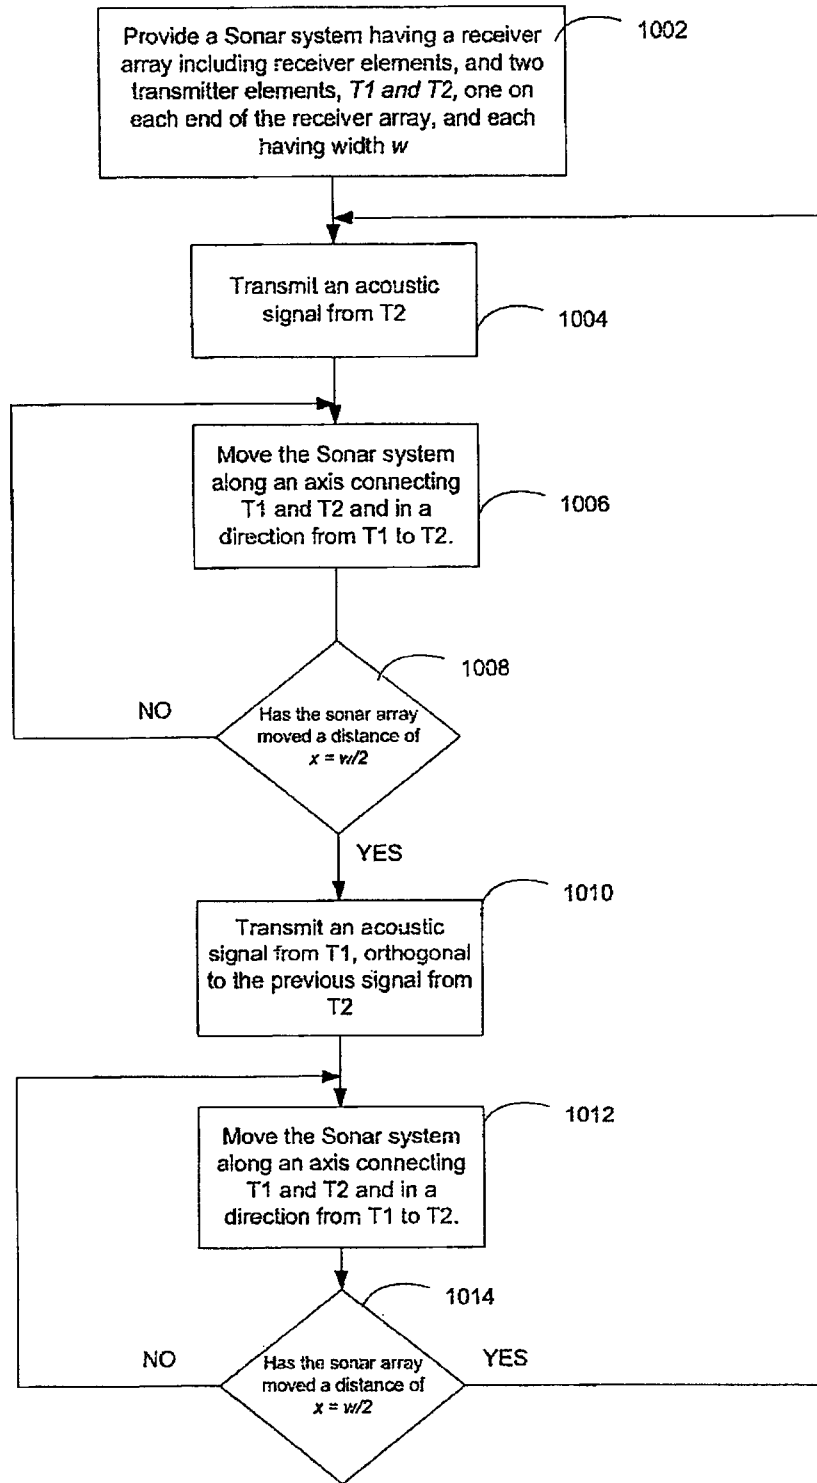 Provide a Sonar system having a receiver
array including receiver elements, and two
transmitter elements, T1 and T2, one on
each end of the receiver array, and each
having width w
1002
Transmit an acoustic
signal from T2
1004
Move the Sonar system
along an axis connecting
T1 and T2 and in a
direction from T1 to T2.
1006
1008
NO
Has the sonar array
moved a distance of
x = w/2
YES
1010
Transmit an acoustic
signal from T1, orthogonal
to the previous signal from
T2
1012
Move the Sonar system
along an axis connecting
T1 and T2 and in a
direction from T1 to T2.
1014
NO
Has the sonar array
moved a distance of
x = w/2
YES